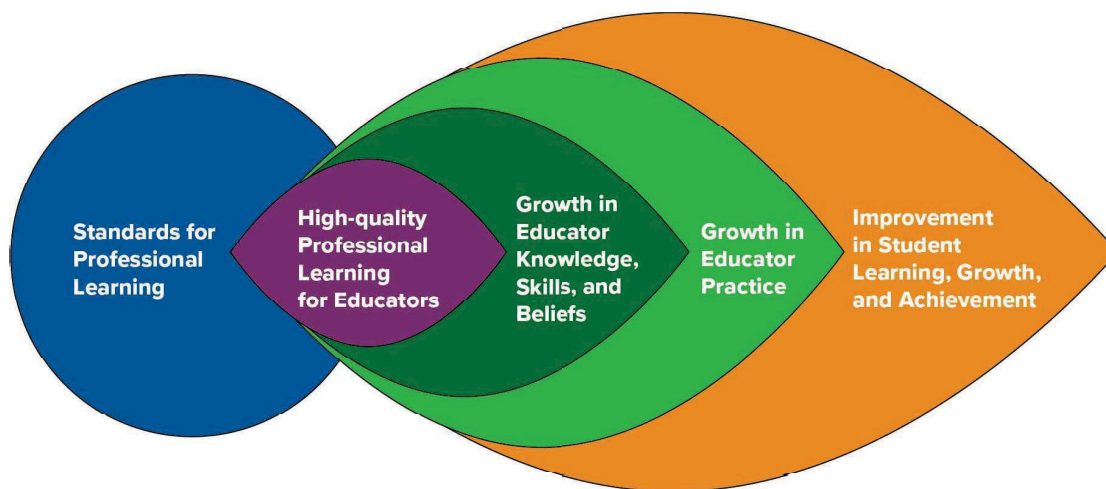 Standards for
Professional
Learning
High-quality
Professional
Learning
for Educators
Growth in
Educator
Knowledge,
Skills, and
Beliefs
Growth in
Educator
Practice
Improvement
in Student
Learning, Growth,
and Achievement